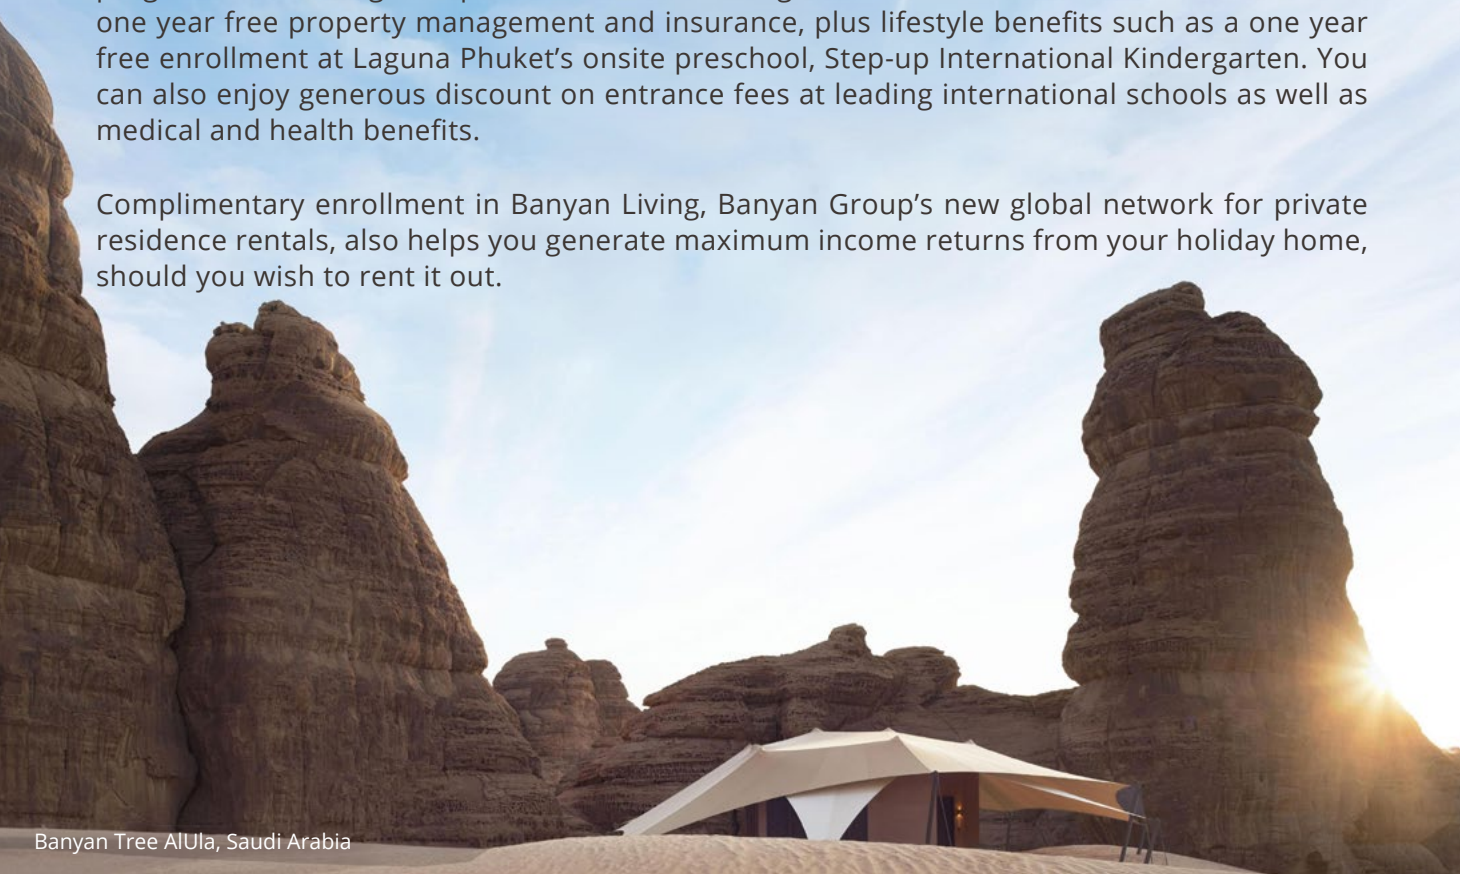 one year free property management and insurance, plus lifestyle benefits such as a one year
free enrollment at Laguna Phuket’s onsite preschool, Step-up International Kindergarten. You
can also enjoy generous discount on entrance fees at leading international schools as well as
medical and health benefits.
Complimentary enrollment in Banyan Living, Banyan Group’s new global network for private
residence rentals, also helps you generate maximum income returns from your holiday home,
should you wish to rent it out.
Banyan Tree AlUla, Saudi Arabia